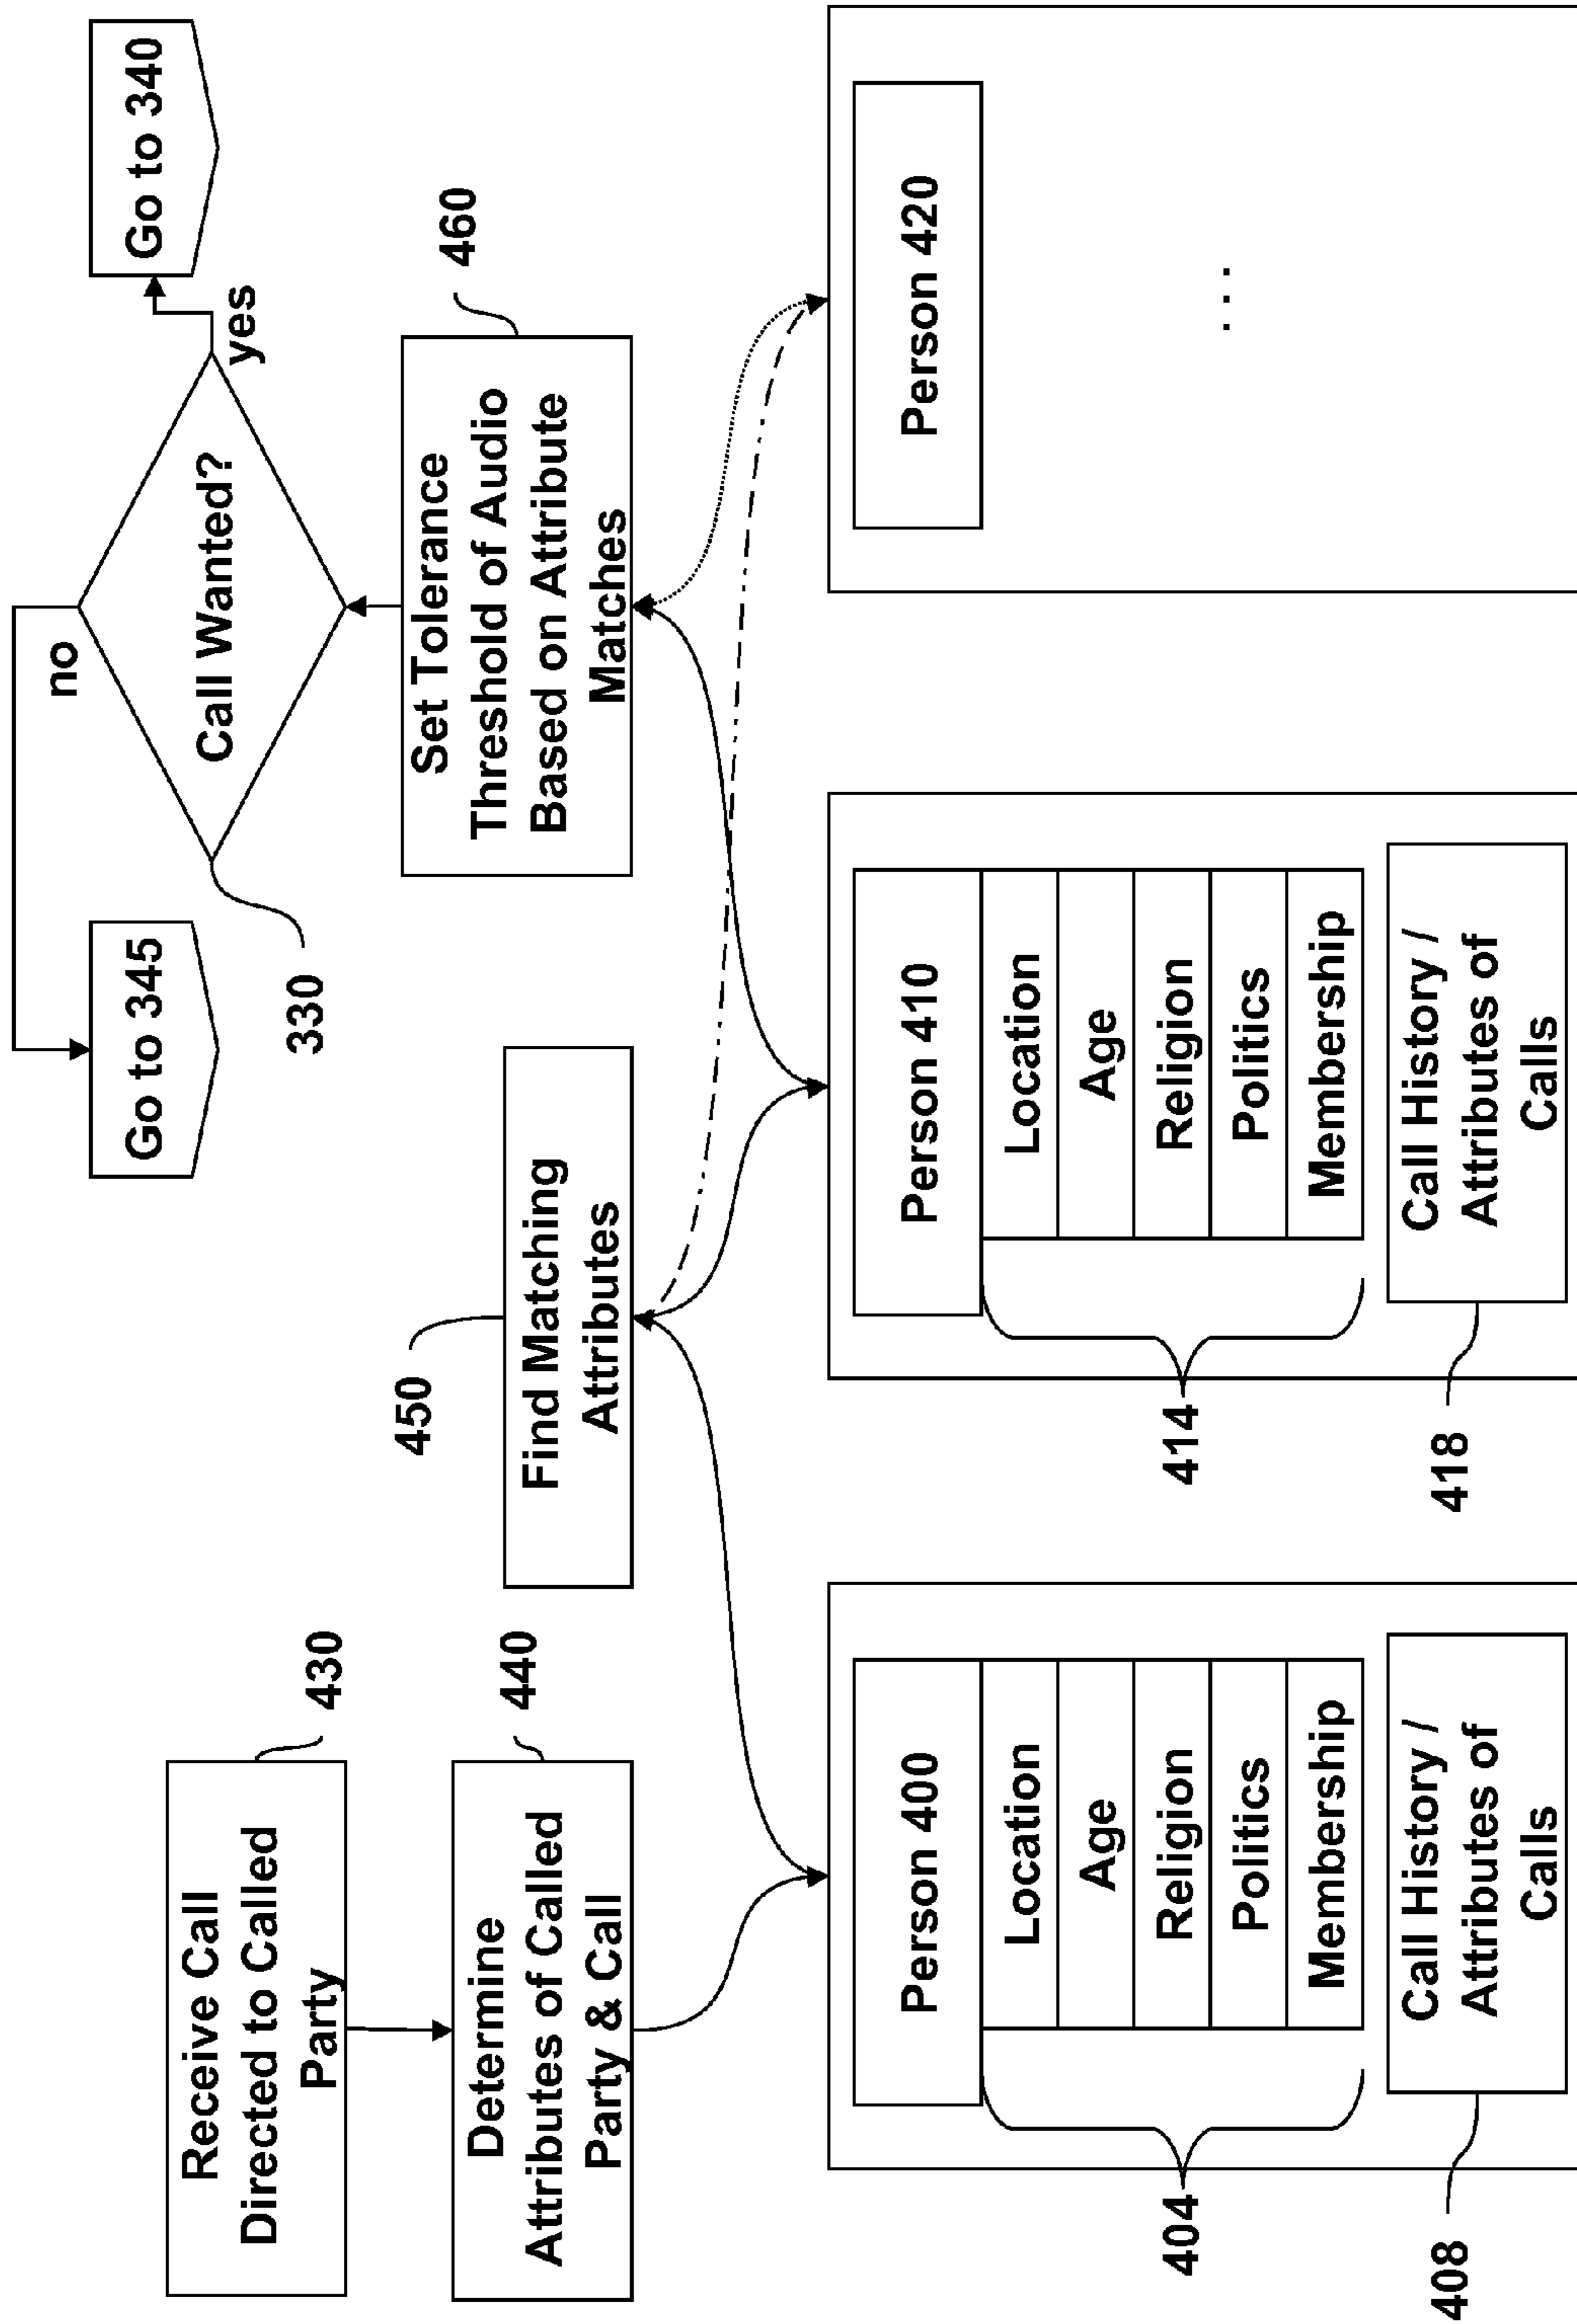 Receive Call
Directed to Called
Party
430
Determine
Attributes of Called
Party & Call
440
450
Find Matching
Attributes
Go to 345
no
330
Call Wanted?
yes
Go to 340
Set Tolerance
Threshold of Audio
Based on Attribute
Matches
460
Person 400
Location
Age
Religion
Politics
Membership
404
Call History /
Attributes of
Calls
408
Person 410
Location
Age
Religion
Politics
Membership
414
Call History /
Attributes of
Calls
418
Person 420
...